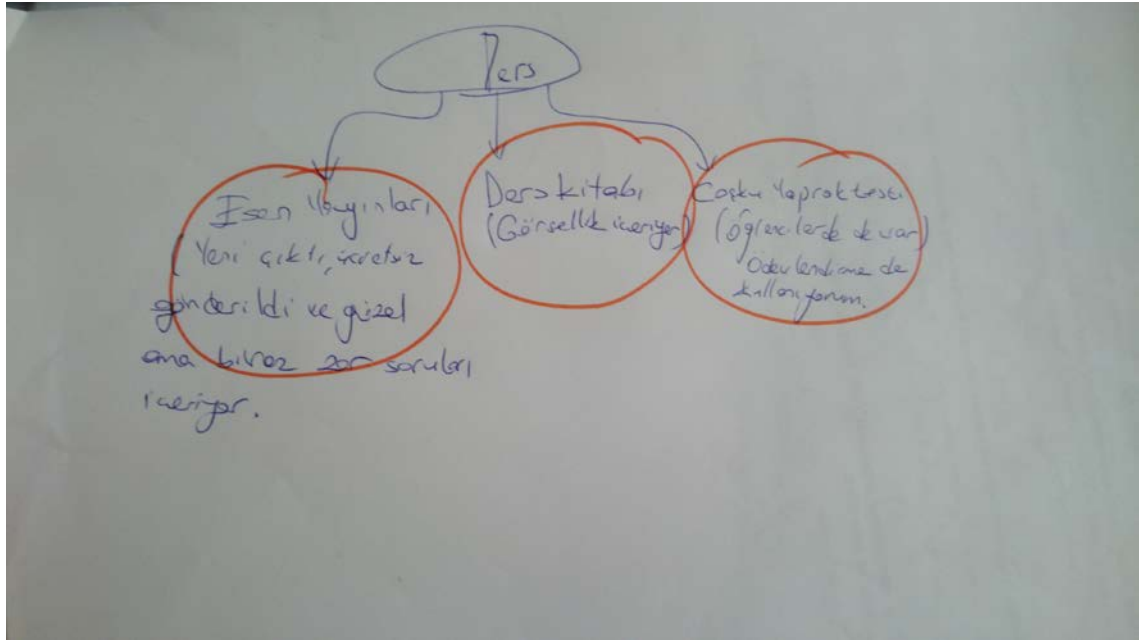 Ders
Esen Yayınları
(Yeni çıktı, ücretsiz
gönderildi ve güzel
ama biraz zor soruları
içeriyor.
Ders kitabı
(Görsellik içeriyor)
Coşku Yaprak testi
(Öğrencilerde de var)
Ödevlendirme de
kullanıyorum.